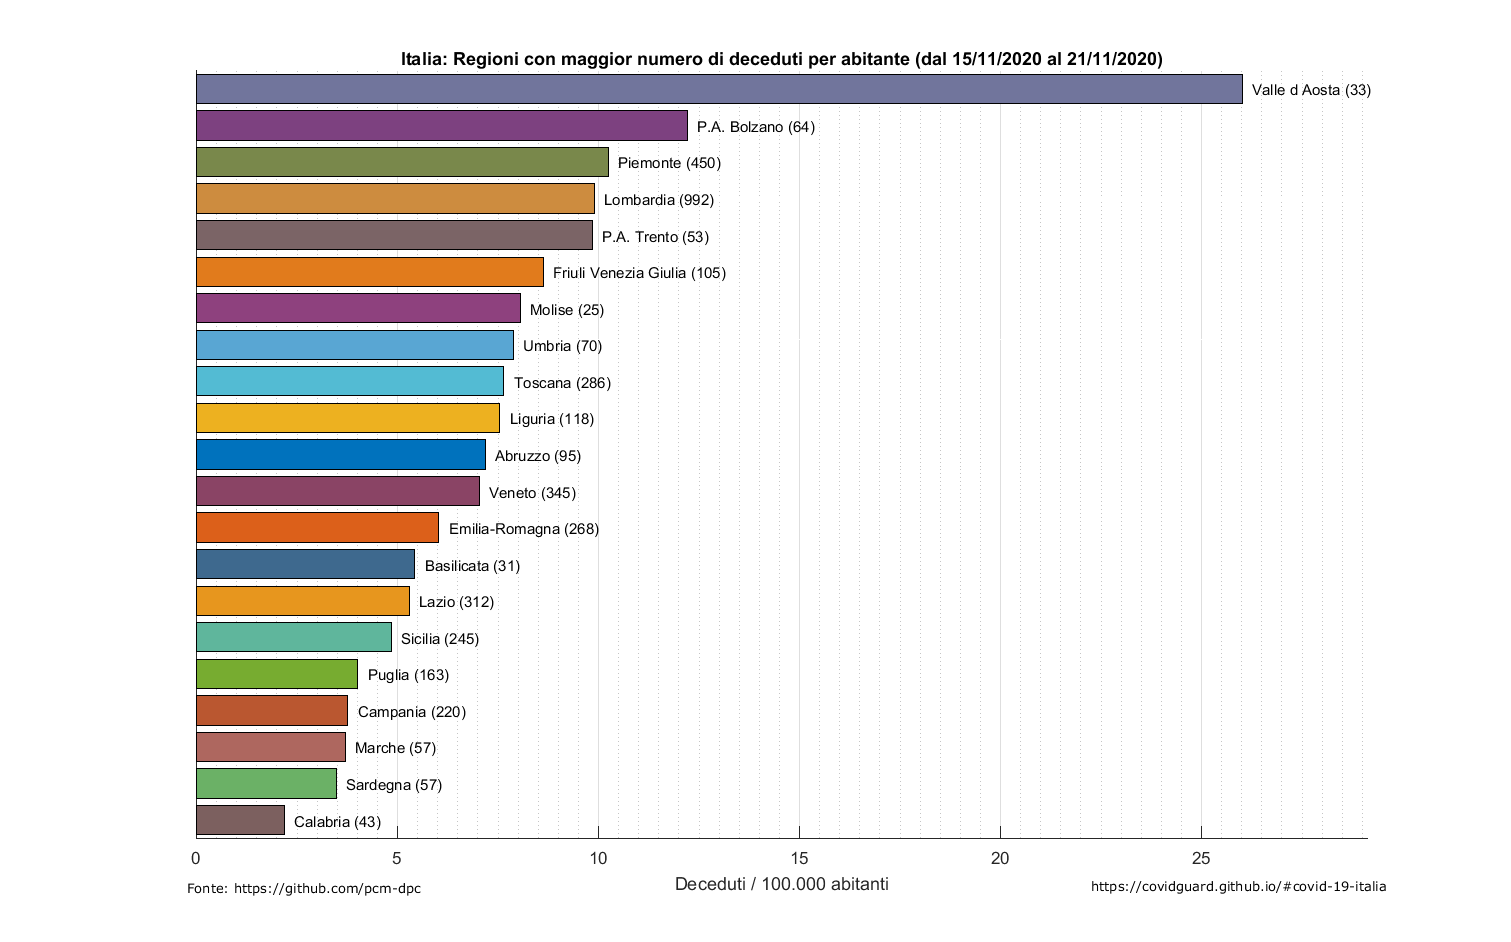 Italia: Regioni con maggior numero di deceduti per abitante (dal 15/11/2020 al 21/11/2020)
Valle d Aosta (33)
P.A. Bolzano (64)
Piemonte (450)
Lombardia (992)
P.A. Trento (53)
Friuli Venezia Giulia (105)
Molise (25)
Umbria (70)
Toscana (286)
Liguria (118)
Abruzzo (95)
Veneto (345)
Emilia-Romagna (268)
Basilicata (31)
Lazio (312)
Sicilia (245)
Puglia (163)
Campania (220)
Marche (57)
Sardegna (57)
Calabria (43)
0 5 10 15 20 25
Deceduti / 100.000 abitanti
Fonte: https://github.com/pcm-dpc
https://covidguard.github.io/#covid-19-italia